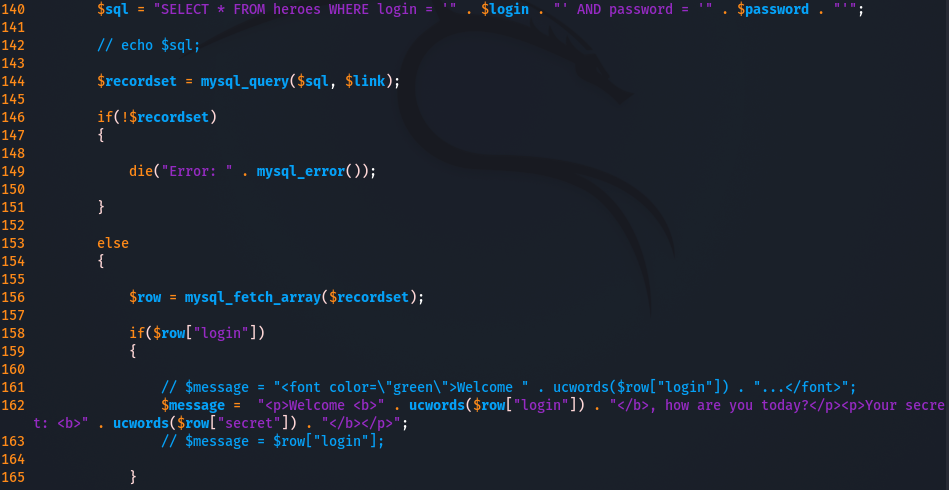 140         $sql = "SELECT * FROM heroes WHERE login = '" . $login . "' AND password = '" . $password . "'";
141
142         // echo $sql;
143
144         $recordset = mysql_query($sql, $link);
145
146         if(!$recordset)
147         {
148
149             die("Error: " . mysql_error());
150
151         }
152
153         else
154         {
155
156             $row = mysql_fetch_array($recordset);
157
158             if($row["login"])
159             {
160
161                 // $message = "<font color=\"green\">Welcome " . ucwords($row["login"]) . "...</font>";
162                 $message =  "<p>Welcome <b>" . ucwords($row["login"]) . "</b>, how are you today?</p><p>Your secre
t: <b>" . ucwords($row["secret"]) . "</b></p>";
163                 // $message = $row["login"];
164
165             }